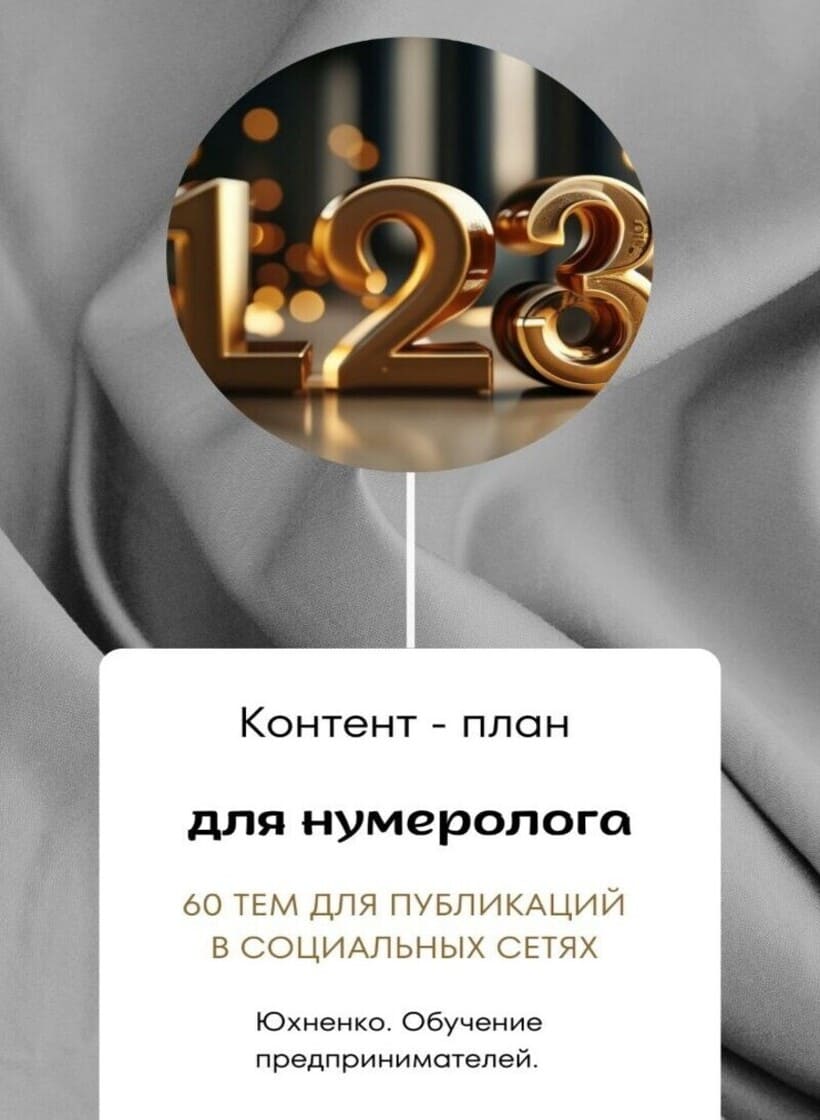 123
Контент - план
для нумеролога
60 ТЕМ ДЛЯ ПУБЛИКАЦИЙ
В СОЦИАЛЬНЫХ СЕТЯХ
Юхненко. Обучение
предпринимателей.